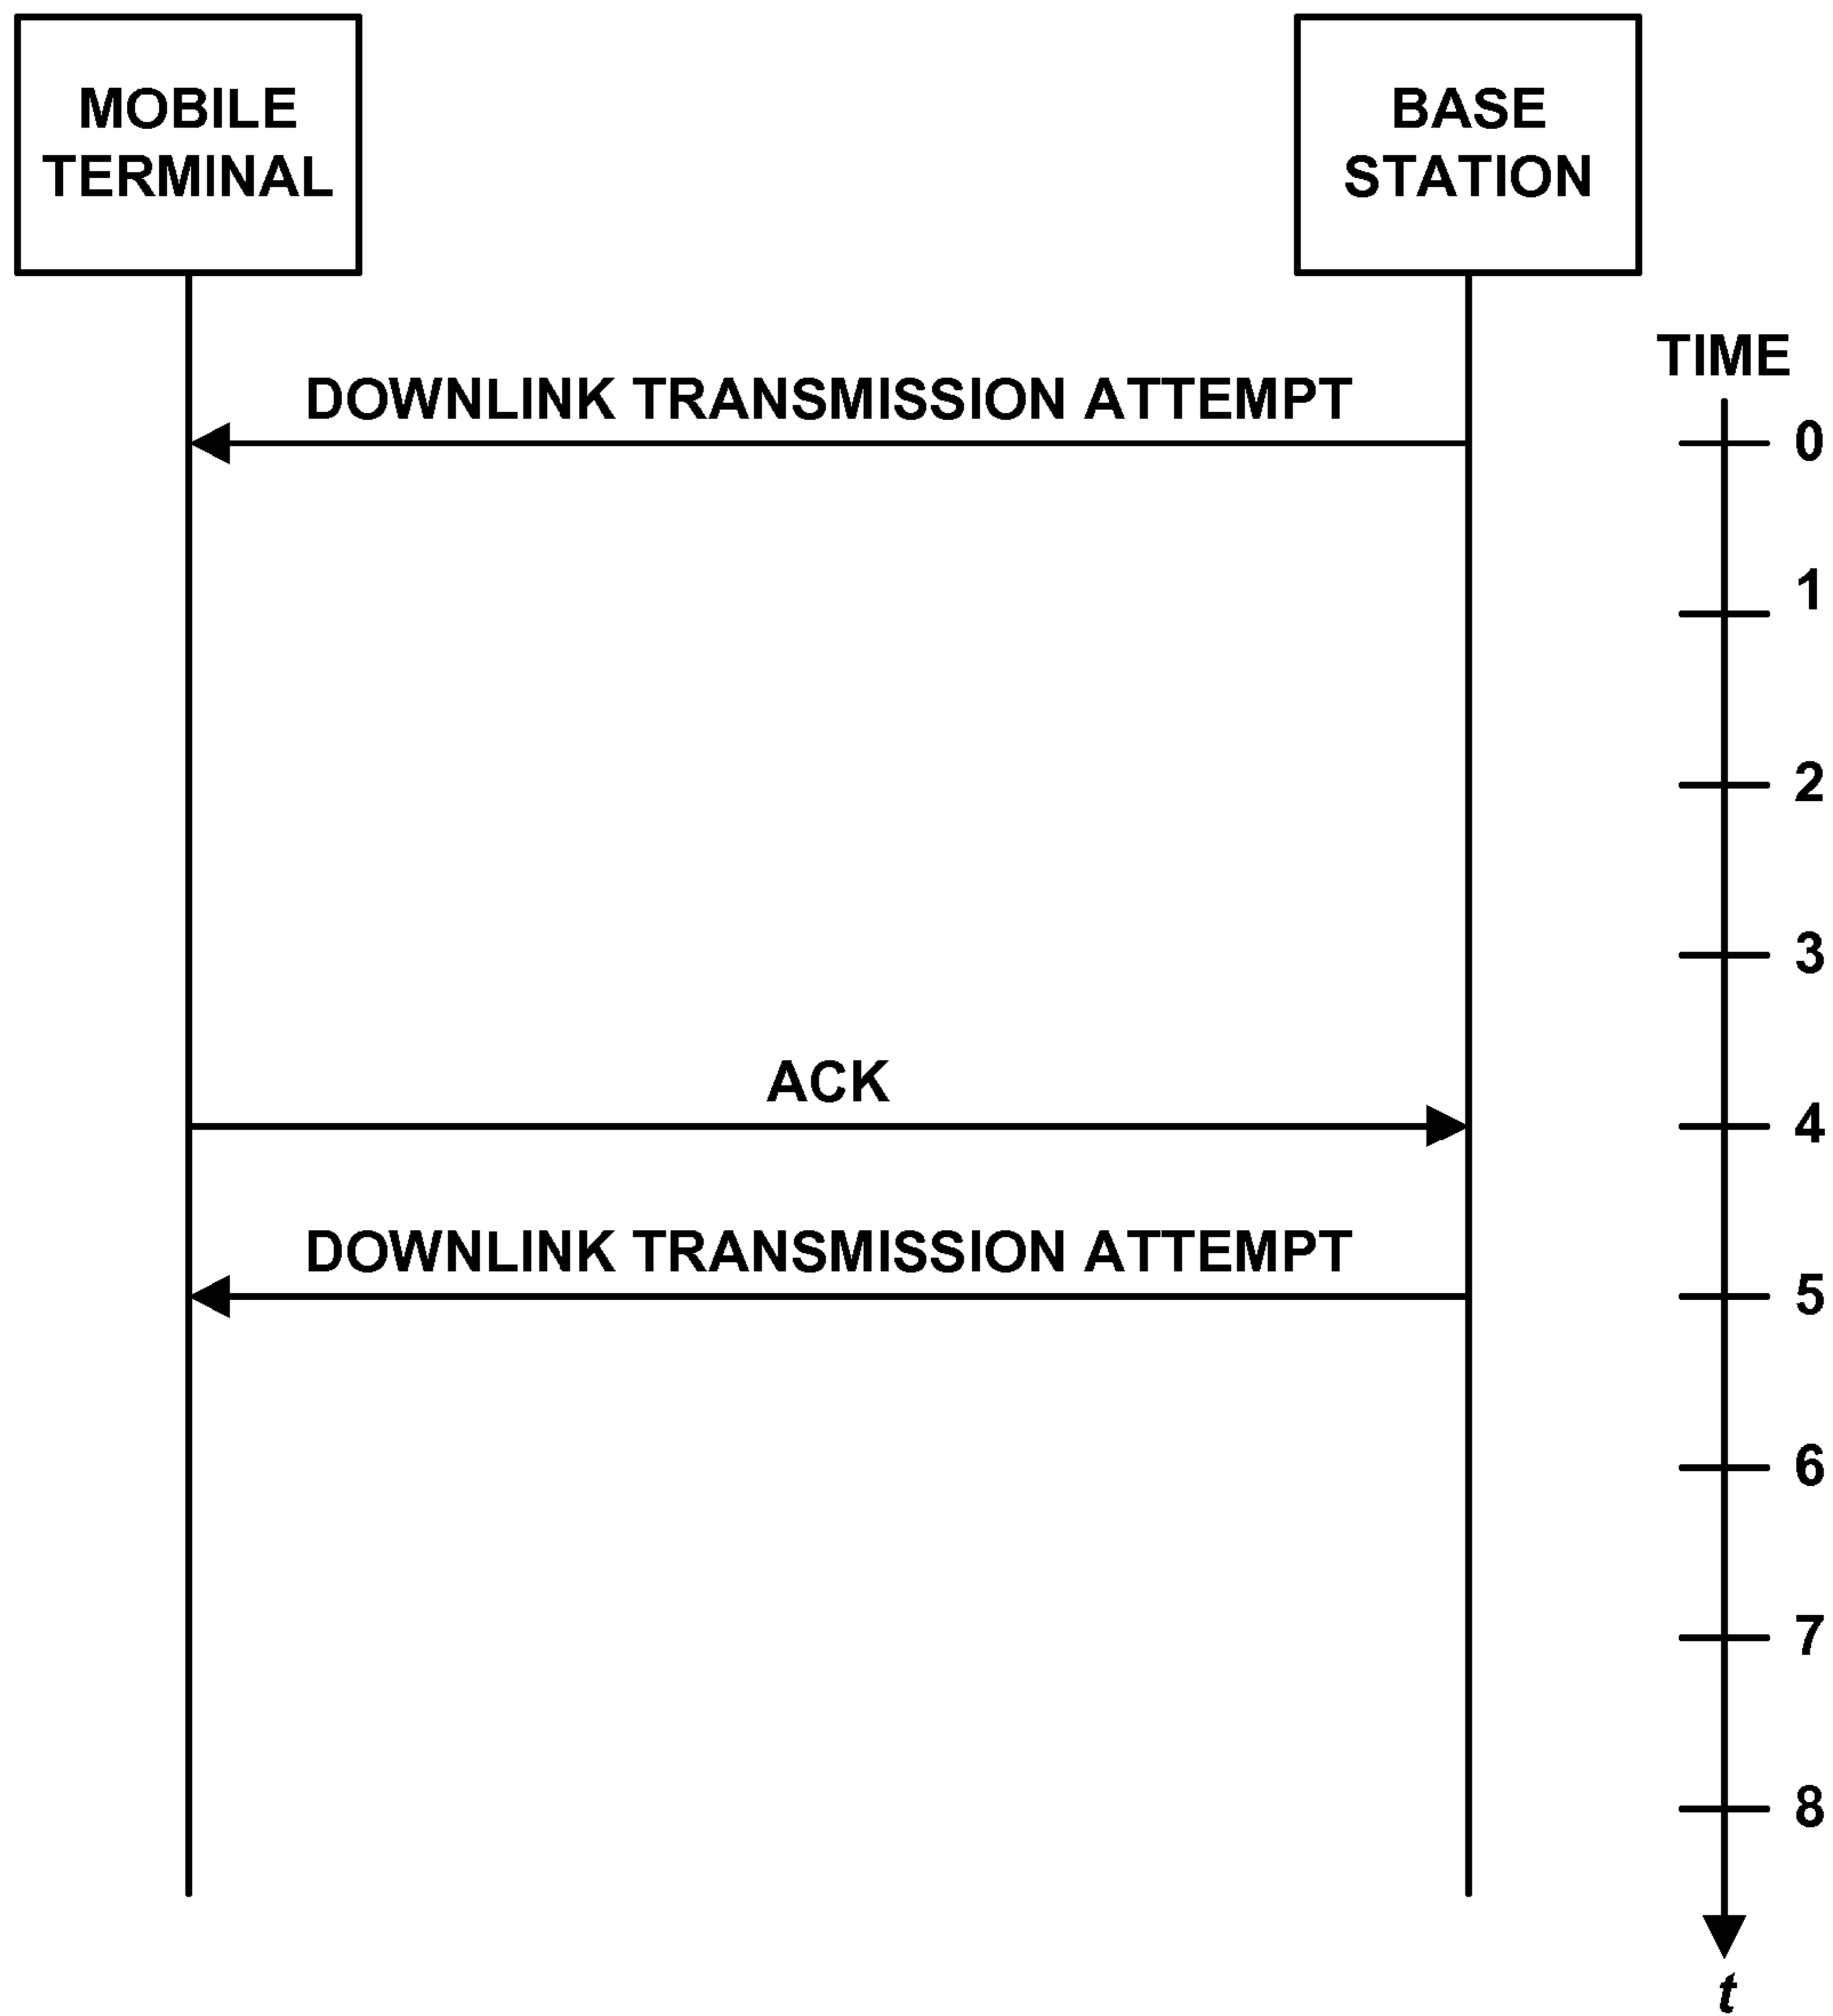 MOBILE
TERMINAL
BASE
STATION
TIME
DOWNLINK TRANSMISSION ATTEMPT
0
1
2
3
ACK
4
DOWNLINK TRANSMISSION ATTEMPT
5
6
7
8
t